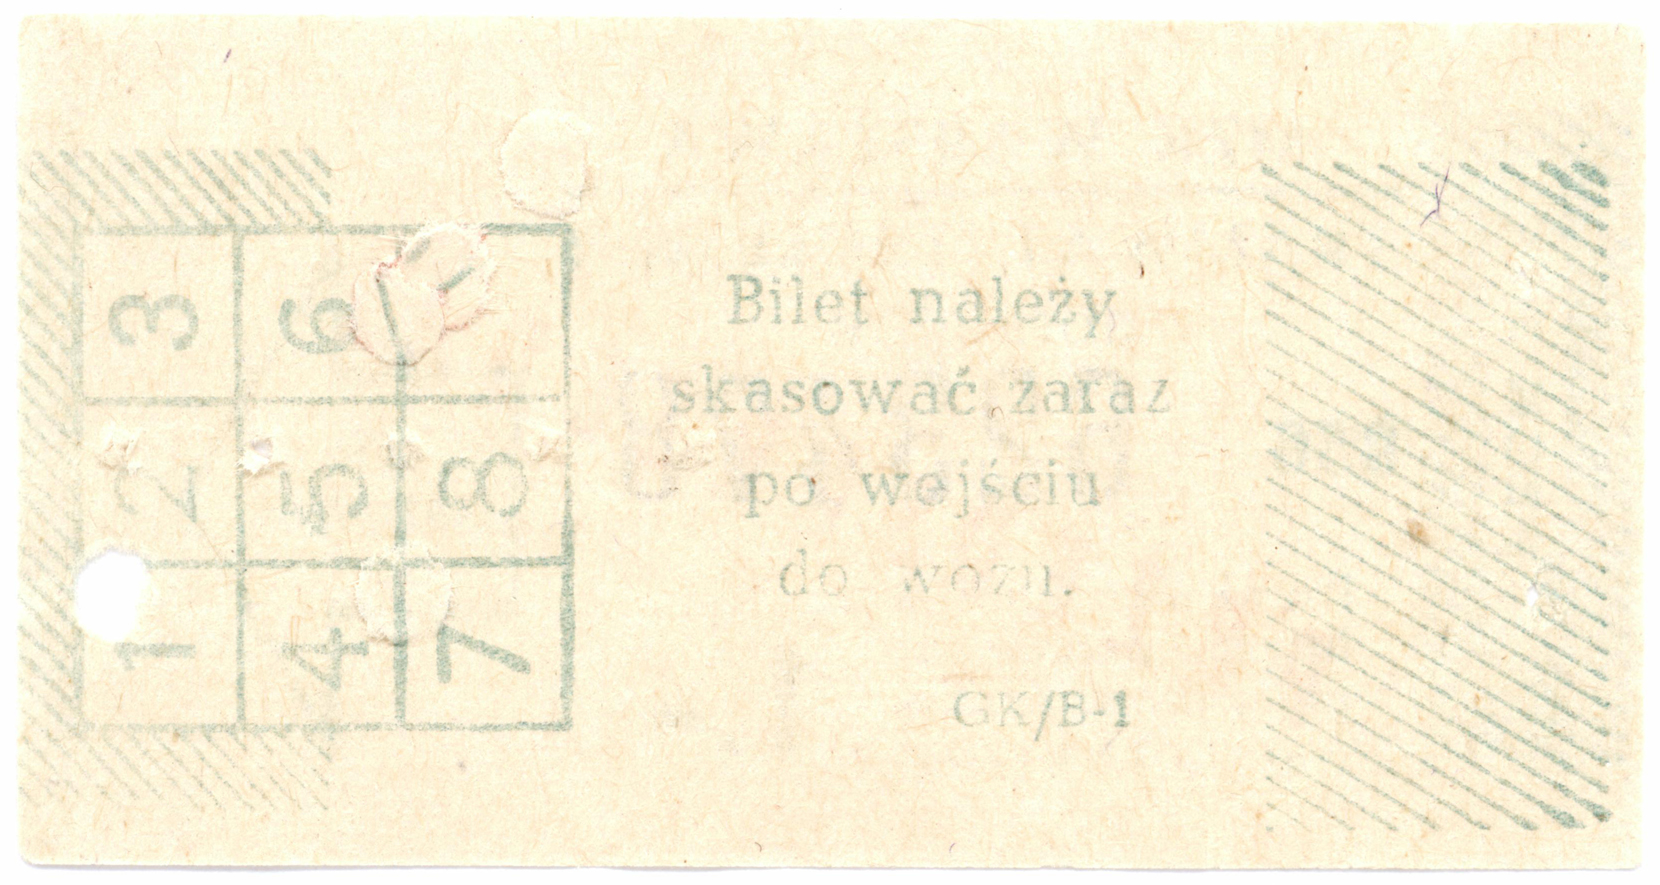 3 6
2 5 8
1 4 7
Bilet należy
skasować zaraz
po wejściu
do wozu.
GK/B-1